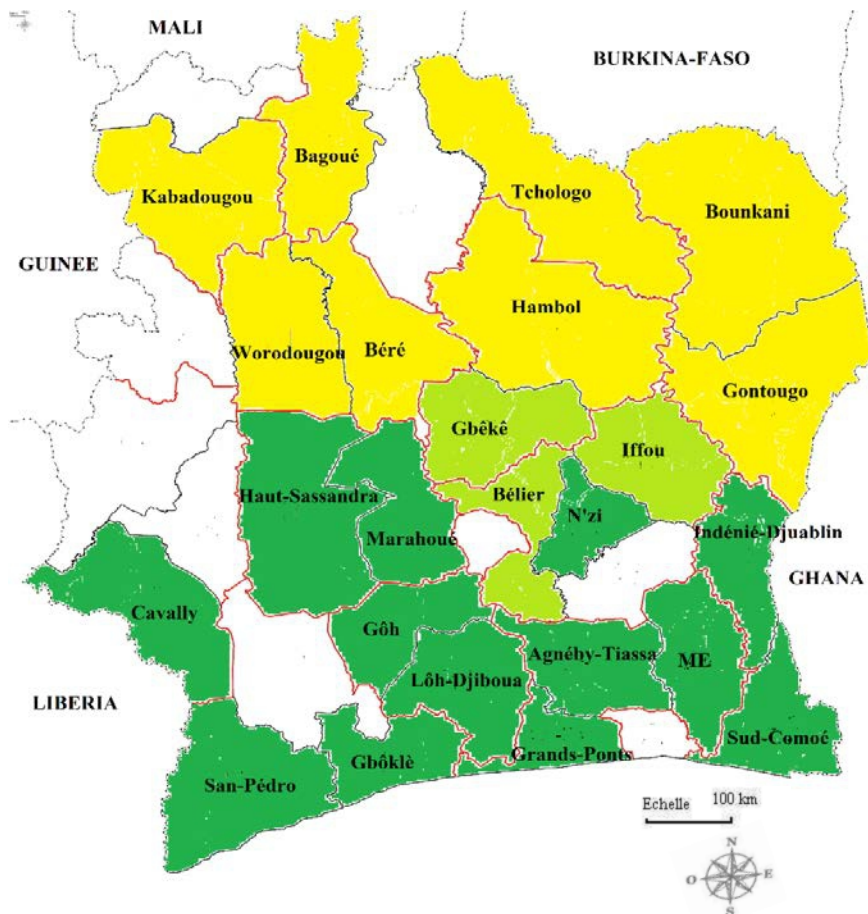 MALI
BURKINA-FASO
Bagoué
Kabadougou
Tchologo
Bounkani
GUINEE
Hambol
Worodougou
Béré
Gontougo
Gbêkê
Iffou
Haut-Sassandra
Bélier
N'zi
Marahoué
Indénié-Djuablin
GHANA
Cavally
Gôh
Agnéby-Tiassa
ME
Lôh-Djiboua
LIBERIA
Sud-Comoé
Grands-Ponts
Gbôklè
San-Pédro
Echelle 100 km
N
O E
S